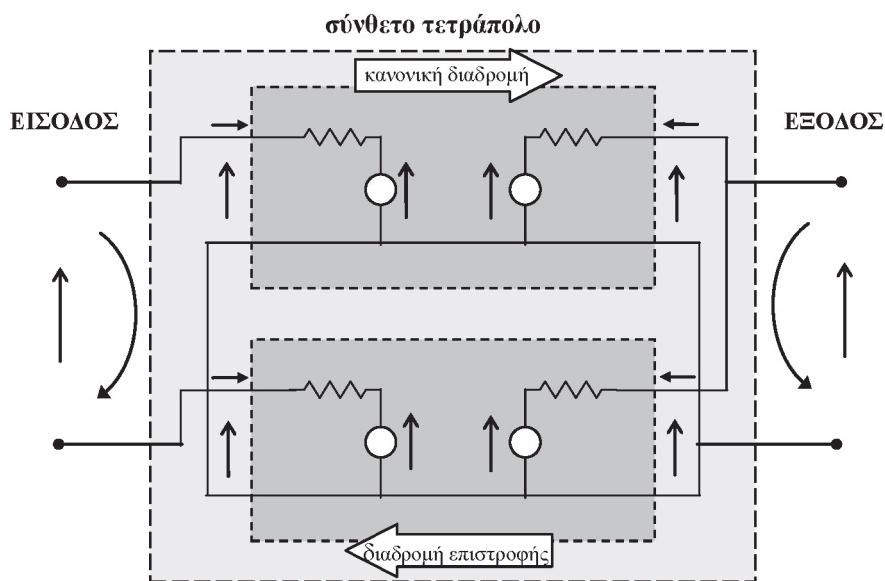 σύνθετο τετράπολο
κανονική διαδρομή
ΕΙΣΟΔΟΣ
ΕΞΟΔΟΣ
διαδρομή επιστροφής